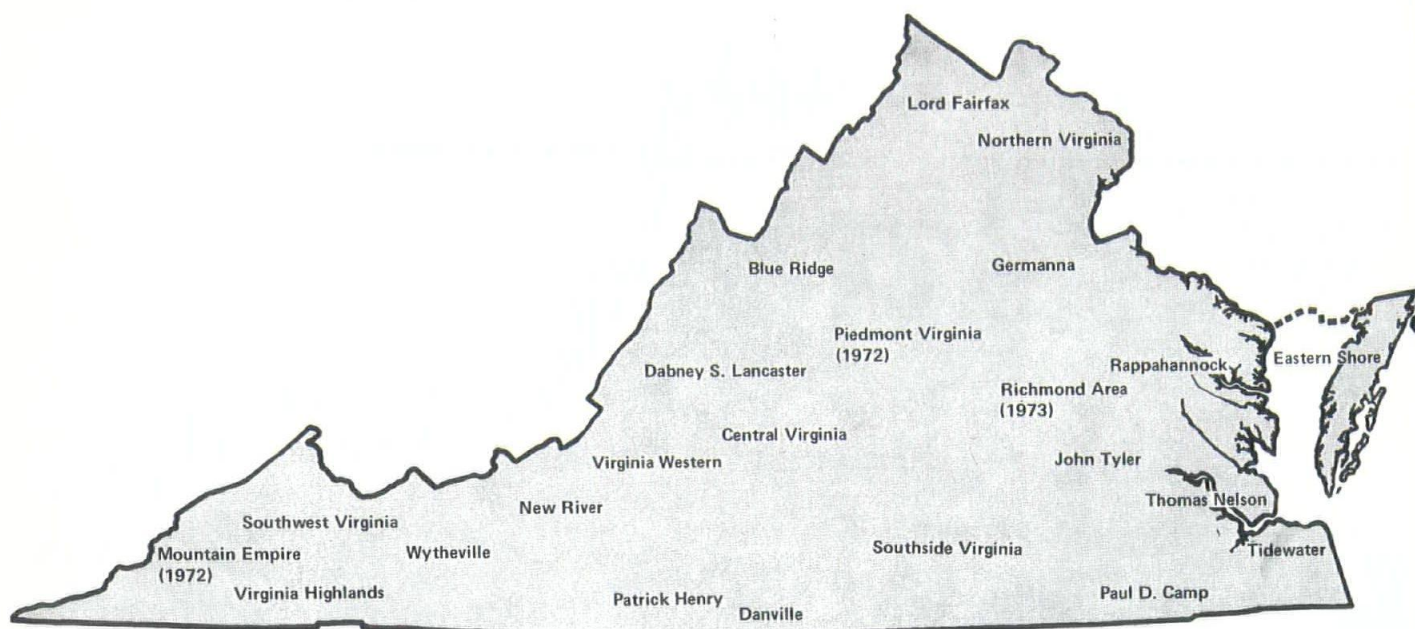 Lord Fairfax
Northern Virginia
Blue Ridge
Germanna
Piedmont Virginia
(1972)
Eastern Shore
Rappahannock
Dabney S. Lancaster
Richmond Area
(1973)
Central Virginia
Virginia Western
John Tyler
Thomas Nelson
New River
Southwest Virginia
Mountain Empire
(1972)
Wytheville
Southside Virginia
Tidewater
Virginia Highlands
Patrick Henry
Paul D. Camp
Danville